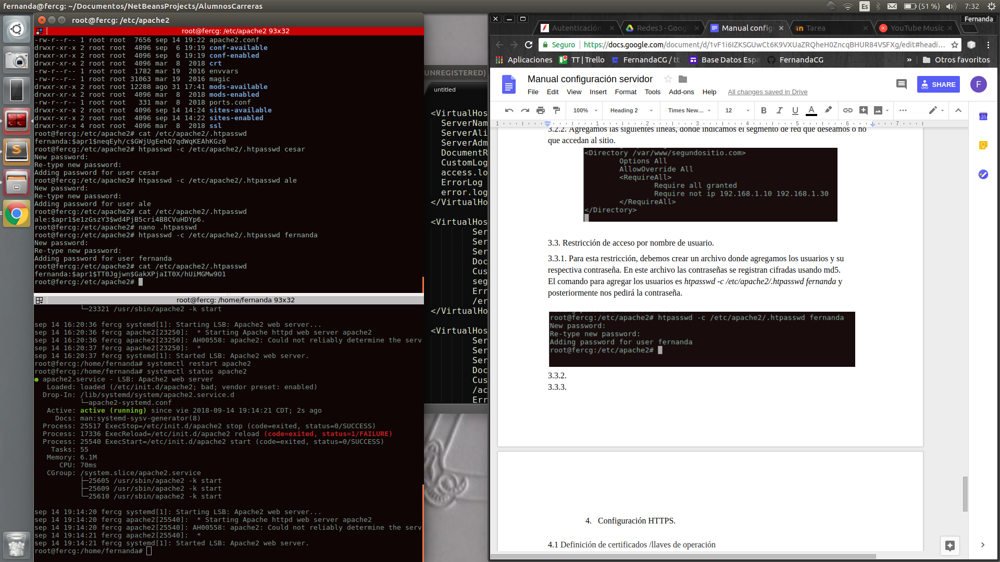 fernanda@fercg: ~/Documentos/NetBeansProjects/AlumnosCarreras
Es
(51 %)
7:32
root@fercg: /etc/apache2
root@fercg: /etc/apache2 93x32
-rw-r--r-- 1 root root  7656 sep 14 19:22 apache2.conf
drwxr-xr-x 2 root root  4096 sep  6 19:19 conf-available
drwxr-xr-x 2 root root  4096 sep  6 19:19 conf-enabled
drwxr-xr-x 2 root root  4096 mar  8  2018 crt
-rw-r--r-- 1 root root  1782 mar 19  2016 envvars
-rw-r--r-- 1 root root 31063 mar 19  2016 magic
drwxr-xr-x 2 root root 12288 ago 31 17:41 mods-available
drwxr-xr-x 2 root root  4096 mar  8  2018 mods-enabled
-rw-r--r-- 1 root root   331 mar  8  2018 ports.conf
drwxr-xr-x 2 root root  4096 sep 14 14:24 sites-available
drwxr-xr-x 2 root root  4096 sep 14 14:22 sites-enabled
drwxr-xr-x 4 root root  4096 mar  8  2018 ssl
root@fercg:/etc/apache2# cat /etc/apache2/.htpasswd
fernanda:$apr1$neqEyh/c$GWjUgEehQ7qdWqKEAhKGz0
root@fercg:/etc/apache2# htpasswd -c /etc/apache2/.htpasswd cesar
New password:
Re-type new password:
Adding password for user cesar
root@fercg:/etc/apache2# htpasswd -c /etc/apache2/.htpasswd ale
New password:
Re-type new password:
Adding password for user ale
root@fercg:/etc/apache2# cat /etc/apache2/.htpasswd
ale:$apr1$e1zGszY3$wd4PjB5cri4B8CVuHDYp6.
root@fercg:/etc/apache2# nano .htpasswd
root@fercg:/etc/apache2# htpasswd -c /etc/apache2/.htpasswd fernanda
New password:
Re-type new password:
Adding password for user fernanda
root@fercg:/etc/apache2# cat /etc/apache2/.htpasswd
fernanda:$apr1$TT0Jgjwn$GakXPjaIT0X/hUiMGMw9O1
root@fercg:/etc/apache2#
root@fercg: /home/fernanda 93x32
└─23321 /usr/sbin/apache2 -k start
sep 14 16:20:36 fercg systemd[1]: Starting LSB: Apache2 web server...
sep 14 16:20:36 fercg apache2[23250]:  * Starting Apache httpd web server apache2
sep 14 16:20:36 fercg apache2[23250]: AH00558: apache2: Could not reliably determine the serv
sep 14 16:20:37 fercg apache2[23250]:  *
sep 14 16:20:37 fercg systemd[1]: Started LSB: Apache2 web server.
root@fercg:/home/fernanda# systemctl restart apache2
root@fercg:/home/fernanda# systemctl status apache2
● apache2.service - LSB: Apache2 web server
Loaded: loaded (/etc/init.d/apache2; bad; vendor preset: enabled)
Drop-In: /lib/systemd/system/apache2.service.d
└─apache2-systemd.conf
Active: active (running) since vie 2018-09-14 19:14:21 CDT; 2s ago
Docs: man:systemd-sysv-generator(8)
Process: 25517 ExecStop=/etc/init.d/apache2 stop (code=exited, status=0/SUCCESS)
Process: 17336 ExecReload=/etc/init.d/apache2 reload (code=exited, status=1/FAILURE)
Process: 25540 ExecStart=/etc/init.d/apache2 start (code=exited, status=0/SUCCESS)
Tasks: 55
Memory: 6.1M
CPU: 70ms
CGroup: /system.slice/apache2.service
├─25605 /usr/sbin/apache2 -k start
├─25609 /usr/sbin/apache2 -k start
└─25610 /usr/sbin/apache2 -k start
sep 14 19:14:20 fercg systemd[1]: Starting LSB: Apache2 web server...
sep 14 19:14:20 fercg apache2[25540]:  * Starting Apache httpd web server apache2
sep 14 19:14:20 fercg apache2[25540]: AH00558: apache2: Could not reliably determine the serv
sep 14 19:14:21 fercg apache2[25540]:  *
sep 14 19:14:21 fercg systemd[1]: Started LSB: Apache2 web server.
root@fercg:/home/fernanda#
UNREGISTERED)
untitled
<VirtualHos
ServerNam
ServerAli
ServerAdm
DocumentR
CustomLog
access.lo
ErrorLog
error.log
</VirtualHo
<VirtualHos
Ser
Ser
Ser
Doc
Cus
seg
Err
/er
</VirtualHo
<VirtualHos
Ser
Ser
Ser
Doc
Cus
/ac
Err
Fernanda
Autenticación
Redes3 - Goog
Manual config
Tarea
YouTube Music
Seguro
https://docs.google.com/document/d/1vF1i6IZKSGUwCt6K9VXUaZRQheH0ZncqBHUR84VSFXg/edit#headi...
Aplicaciones
TT | Trello
FernandaCG / tt
Base Datos Espa
FernandaCG
»
Otros favoritos
Manual configuración servidor
File Edit View Insert Format Tools Add-ons Help
All changes saved in Drive
SHARE
F
100%
Heading 2
Times New...
12
B I U A
1 1 2 3 4 5 6 7
31
3.2.2. Agregamos las siguientes líneas, donde indicamos el segmento de red que deseamos o no
que accedan al sitio.
<Directory /var/www/segundositio.com>
Options All
AllowOverride All
<RequireAll>
Require all granted
Require not ip 192.168.1.10 192.168.1.30
</RequireAll>
</Directory>
3.3. Restricción de acceso por nombre de usuario.
3.3.1. Para esta restricción, debemos crear un archivo donde agregamos los usuarios y su
respectiva contraseña. En este archivo las contraseñas se registran cifradas usando md5.
El comando para agregar los usuarios es htpasswd -c /etc/apache2/.htpasswd fernanda y
posteriormente nos pedirá la contraseña.
root@fercg:/etc/apache2# htpasswd -c /etc/apache2/.htpasswd fernanda
New password:
Re-type new password:
Adding password for user fernanda
root@fercg:/etc/apache2#
3.3.2.
3.3.3.
4. Configuración HTTPS.
4.1 Definición de certificados /llaves de operación